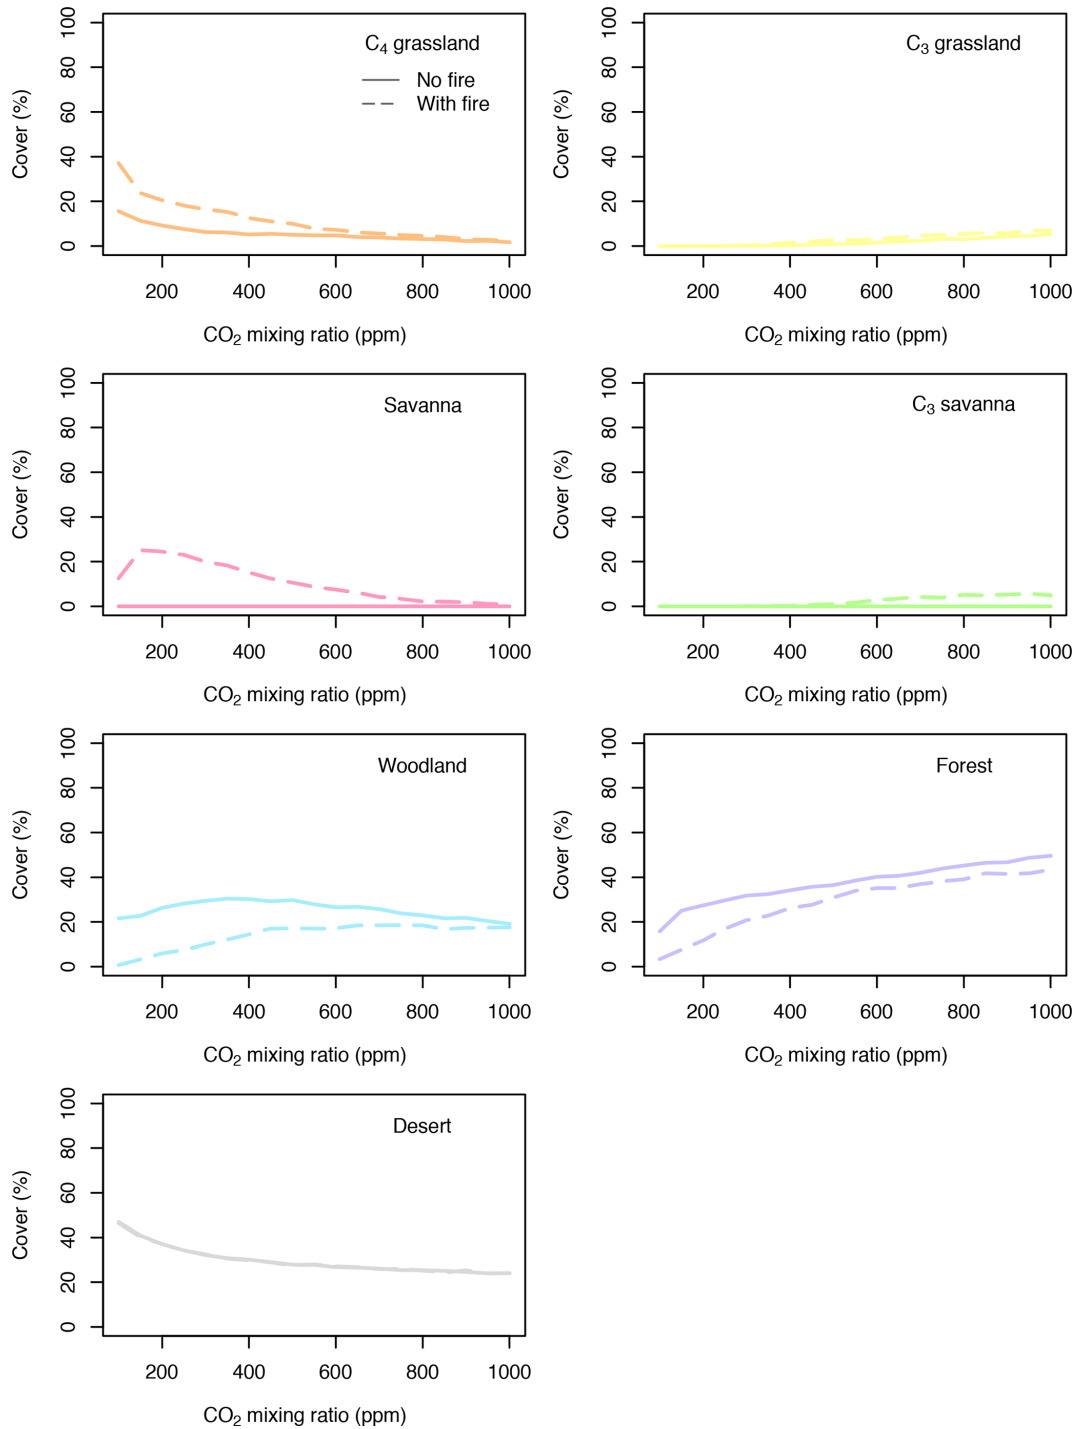 C₄ grassland
No fire
With fire
Cover (%)
0 20 40 60 80 100
200 400 600 800 1000
CO₂ mixing ratio (ppm)
C₃ grassland
Cover (%)
0 20 40 60 80 100
200 400 600 800 1000
CO₂ mixing ratio (ppm)
Savanna
Cover (%)
0 20 40 60 80 100
200 400 600 800 1000
CO₂ mixing ratio (ppm)
C₃ savanna
Cover (%)
0 20 40 60 80 100
200 400 600 800 1000
CO₂ mixing ratio (ppm)
Woodland
Cover (%)
0 20 40 60 80 100
200 400 600 800 1000
CO₂ mixing ratio (ppm)
Forest
Cover (%)
0 20 40 60 80 100
200 400 600 800 1000
CO₂ mixing ratio (ppm)
Desert
Cover (%)
0 20 40 60 80 100
200 400 600 800 1000
CO₂ mixing ratio (ppm)